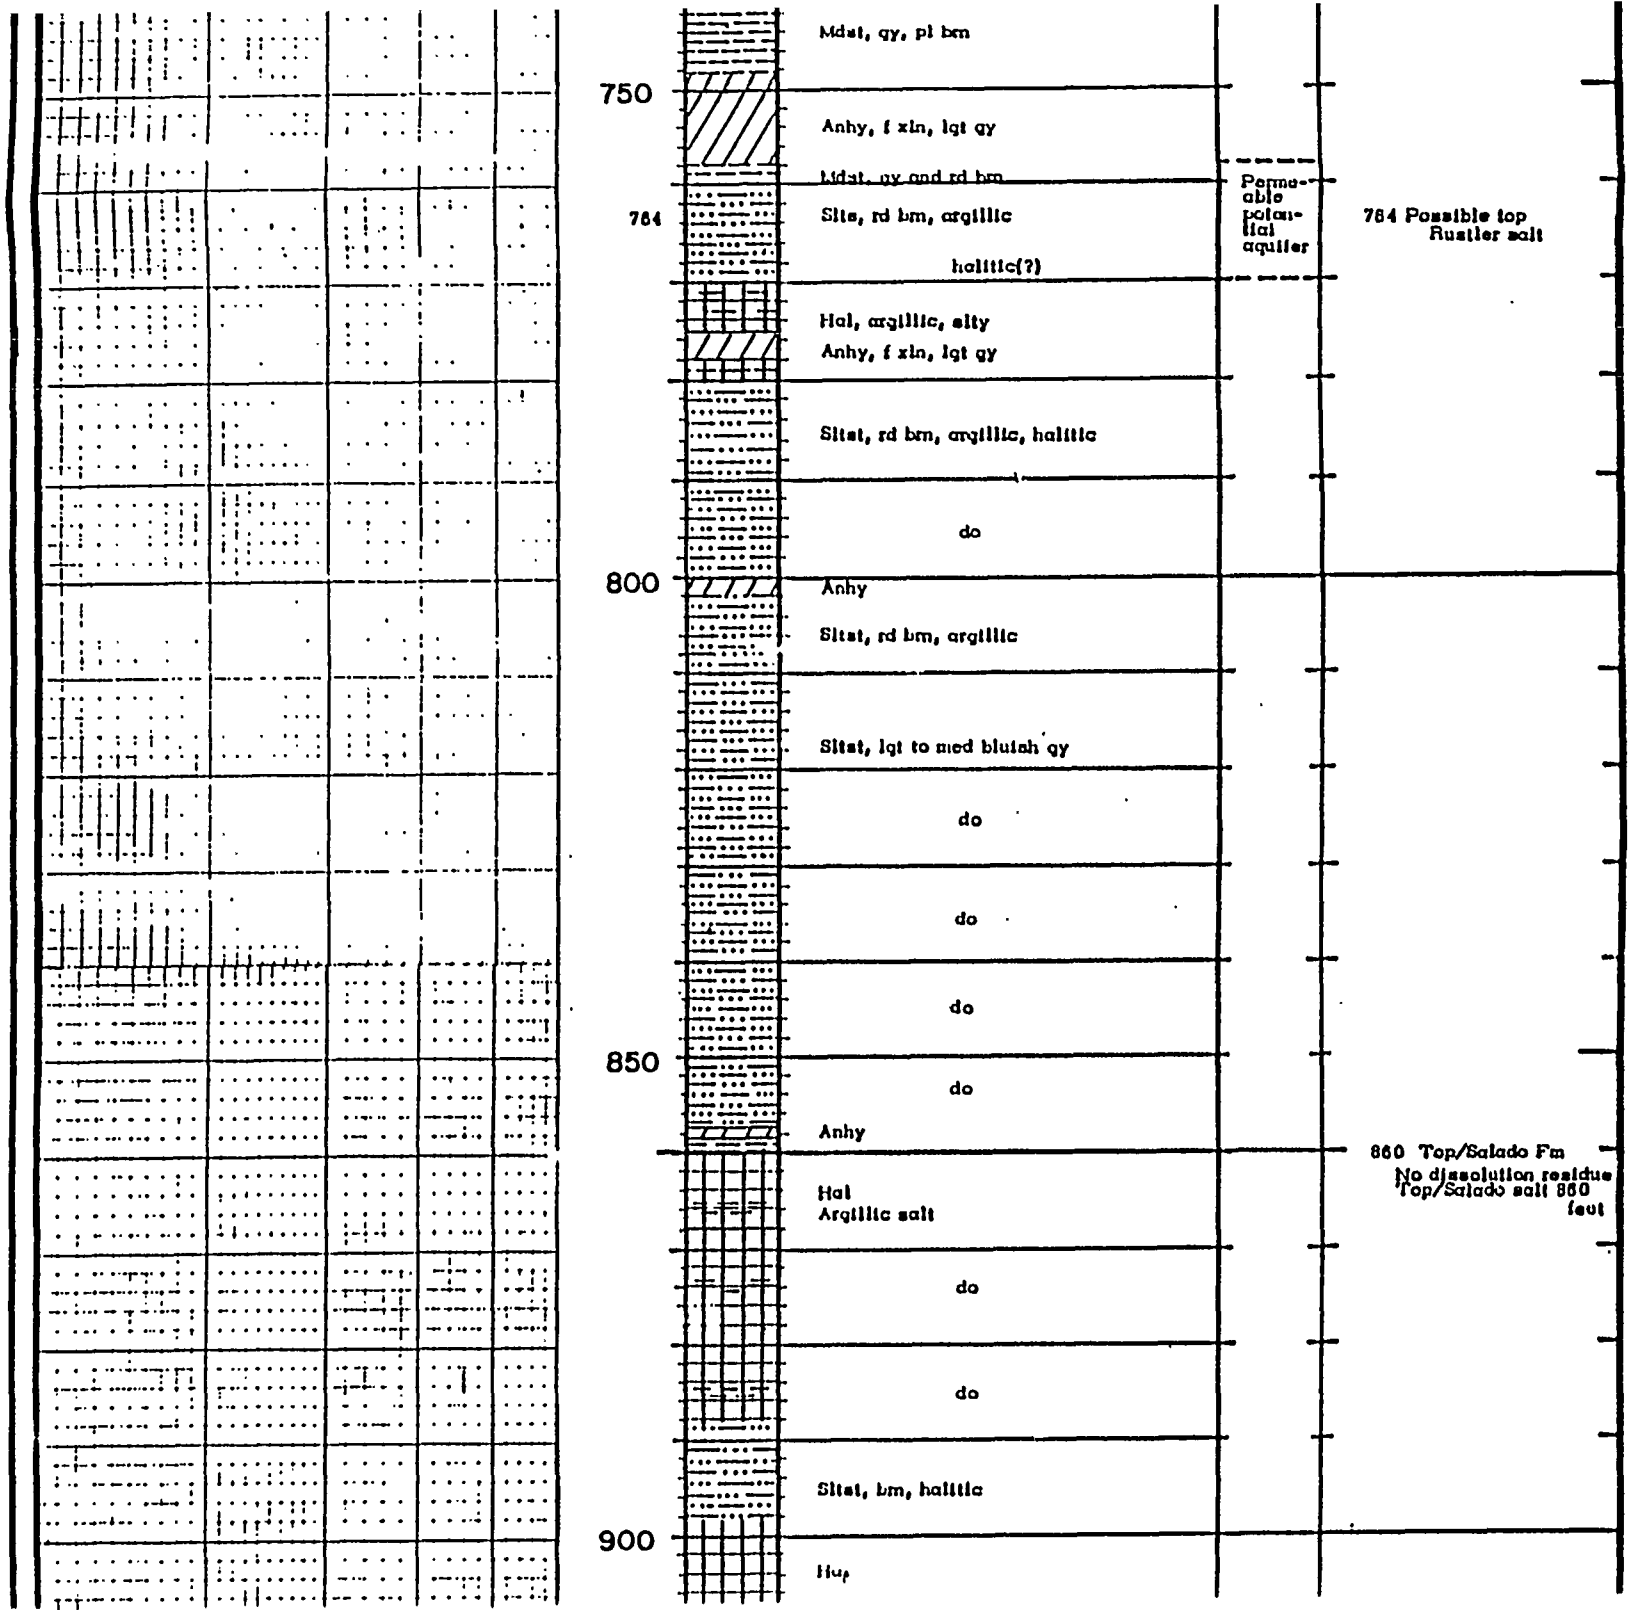 Mdst, gy, pl brn
750
Anhy, f xln, lgt gy
Mdst, gy and rd brn
764
Slts, rd brn, argillic
halitic(?)
Perme-
able
poten-
tial
aquifer
764 Possible top
Rustler salt
Hal, argillic, slty
Anhy, f xln, lgt gy
Sltst, rd brn, argillic, halitic
do
800
Anhy
Sltst, rd brn, argillic
Sltst, lgt to med bluish gy
do
do
do
850
do
Anhy
860 Top/Salado Fm
No dissolution residue
Top/Salado salt 860
feet
Hal
Argillic salt
do
do
Sltst, brn, halitic
900